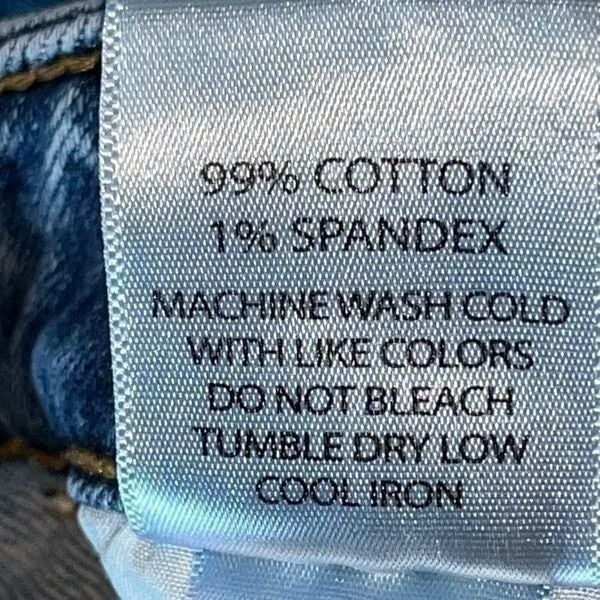 99% COTTON
1% SPANDEX
MACHINE WASH COLD
WITH LIKE COLORS
DO NOT BLEACH
TUMBLE DRY LOW
COOL IRON